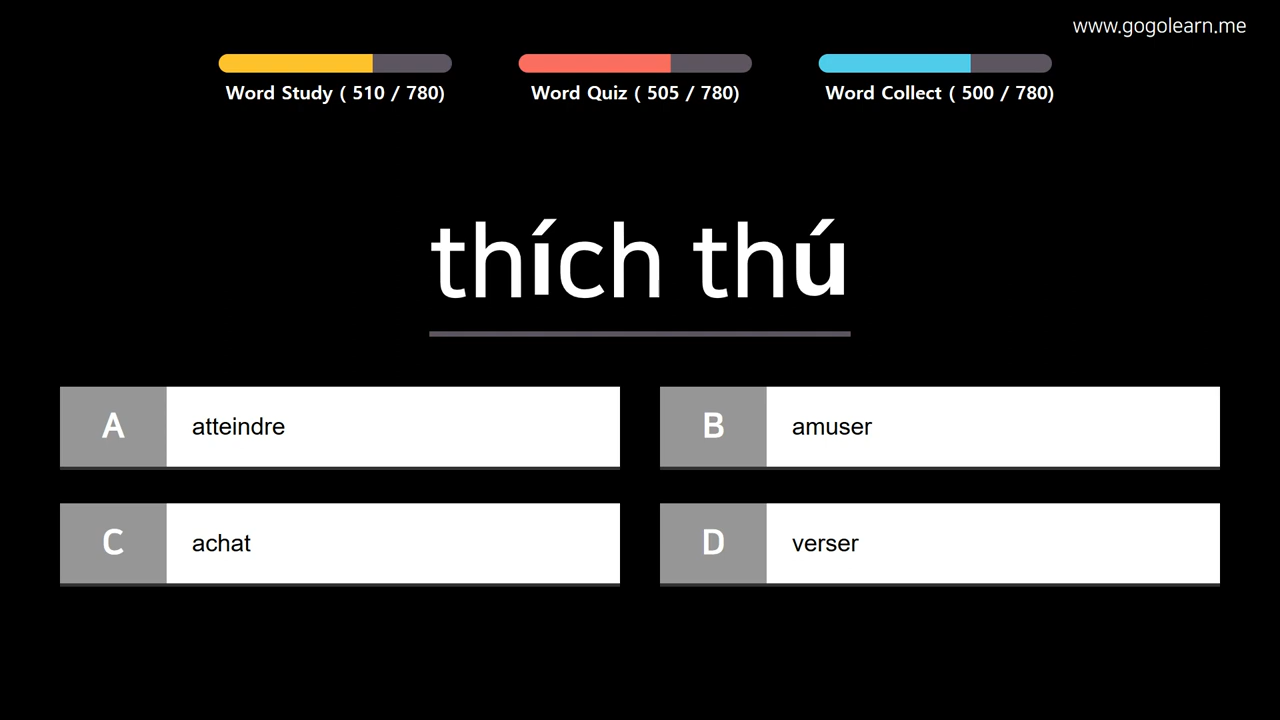 www.gogolearn.me
Word Study ( 510 / 780)
Word Quiz ( 505 / 780)
Word Collect ( 500 / 780)
thích thú
A atteindre
B amuser
C achat
D verser